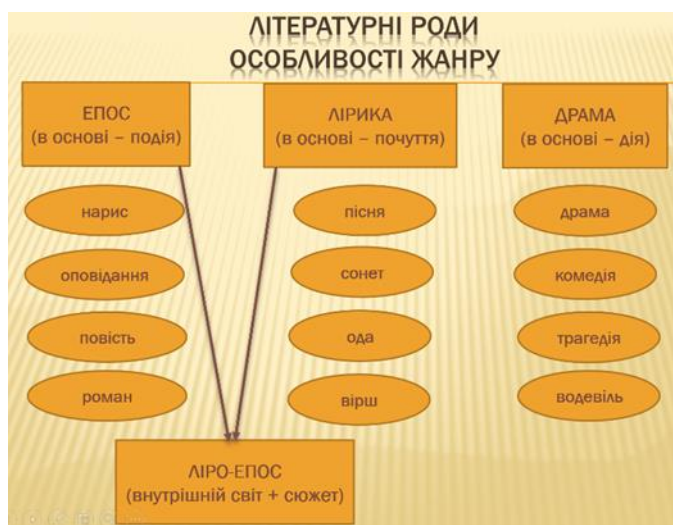 ЛІТЕРАТУРНІ РОДИ
ОСОБЛИВОСТІ ЖАНРУ
ЕПОС
(в основі – подія)
ЛІРИКА
(в основі – почуття)
ДРАМА
(в основі – дія)
нарис
пісня
драма
оповідання
сонет
комедія
повість
ода
трагедія
роман
вірш
водевіль
ЛІРО-ЕПОС
(внутрішній світ + сюжет)